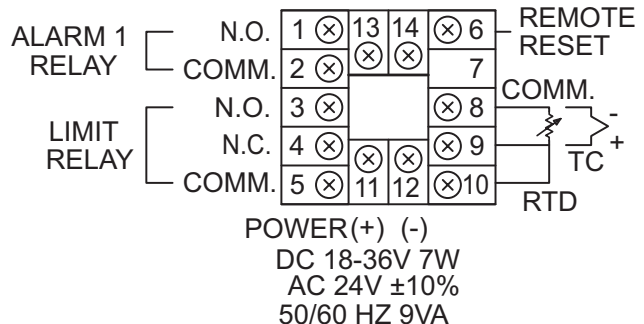 ALARM 1
RELAY
N.O.
COMM.
LIMIT
RELAY
N.O.
N.C.
COMM.
1
2
3
4
5
13
14
11
12
6
7
8
9
10
REMOTE
RESET
COMM.
-
+
TC
RTD
POWER(+) (-)
DC 18-36V 7W
AC 24V ±10%
50/60 HZ 9VA